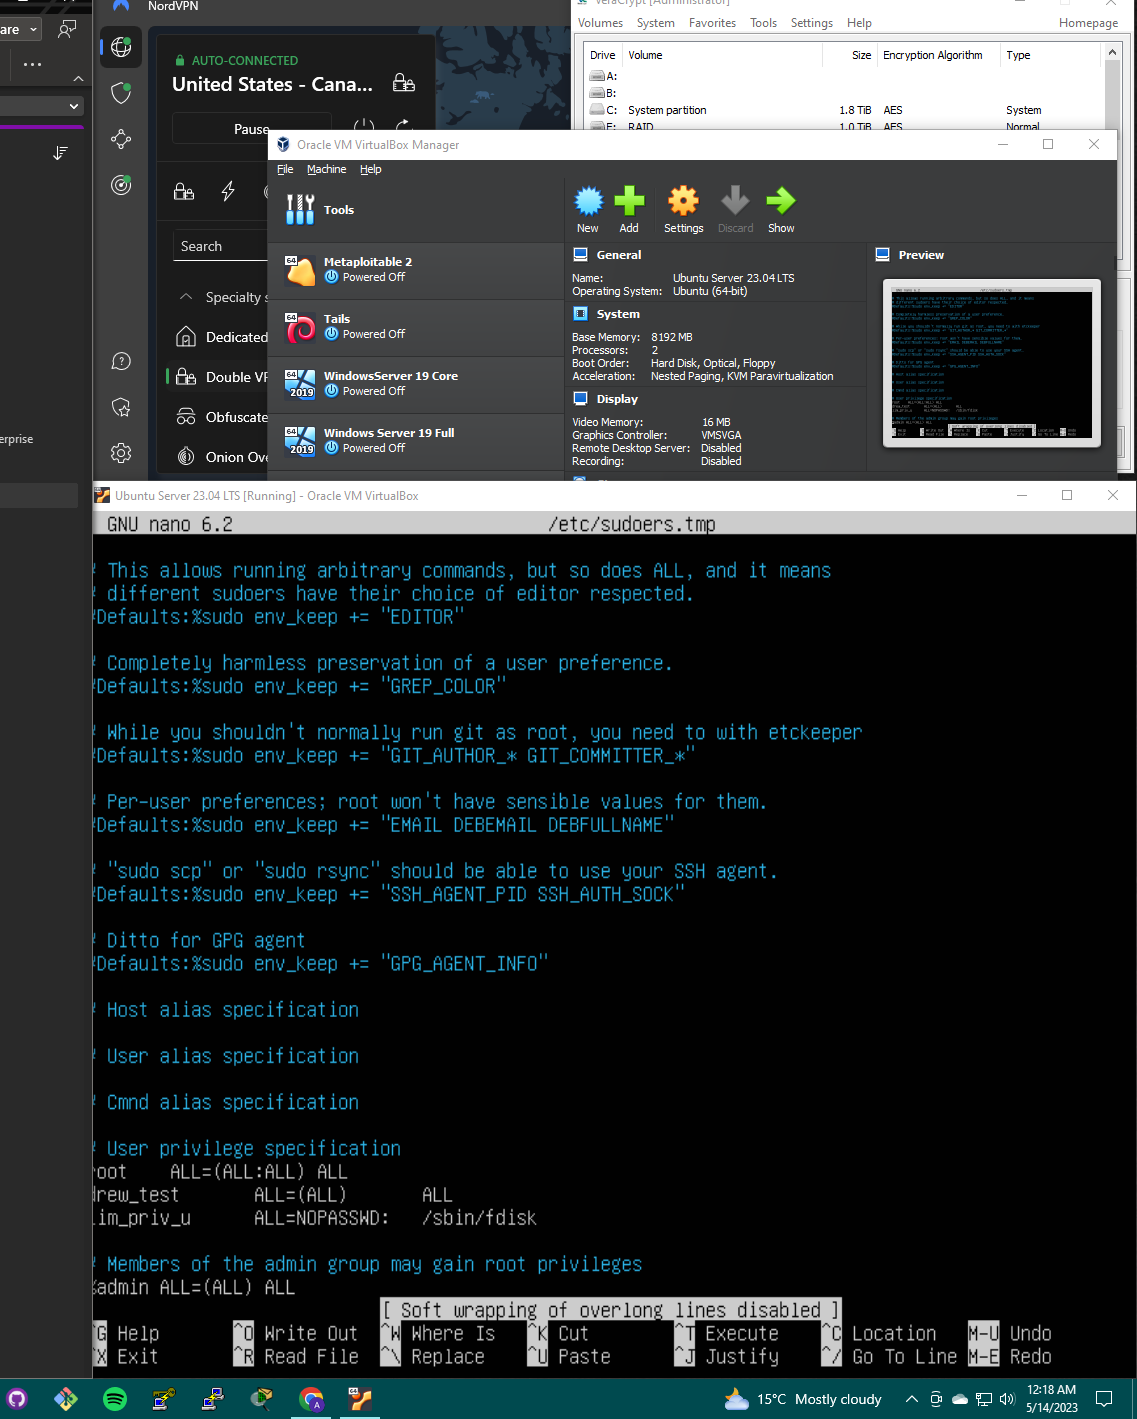 NordVPN
VeraCrypt [Administrator]
Volumes System Favorites Tools Settings Help Homepage
are
AUTO-CONNECTED
United States - Cana...
Pause
Drive Volume Size Encryption Algorithm Type
A:
B:
C: System partition 1.8 TiB AES System
E: RAID 1.0 TiB AES Normal
Search
Specialty s
Dedicated
Double VP
Obfuscate
Onion Ove
erprise
Oracle VM VirtualBox Manager
File Machine Help
Tools
New Add Settings Discard Show
64 Metaploitable 2
Powered Off
64 Tails
Powered Off
64 2019 WindowsServer 19 Core
Powered Off
64 2019 Windows Server 19 Full
Powered Off
General
Name: Ubuntu Server 23.04 LTS
Operating System: Ubuntu (64-bit)
System
Base Memory: 8192 MB
Processors: 2
Boot Order: Hard Disk, Optical, Floppy
Acceleration: Nested Paging, KVM Paravirtualization
Display
Video Memory: 16 MB
Graphics Controller: VMSVGA
Remote Desktop Server: Disabled
Recording: Disabled
Preview
Ubuntu Server 23.04 LTS [Running] - Oracle VM VirtualBox
GNU nano 6.2 /etc/sudoers.tmp
# This allows running arbitrary commands, but so does ALL, and it means
# different sudoers have their choice of editor respected.
#Defaults:%sudo env_keep += "EDITOR"
# Completely harmless preservation of a user preference.
#Defaults:%sudo env_keep += "GREP_COLOR"
# While you shouldn't normally run git as root, you need to with etckeeper
#Defaults:%sudo env_keep += "GIT_AUTHOR_* GIT_COMMITTER_*"
# Per-user preferences; root won't have sensible values for them.
#Defaults:%sudo env_keep += "EMAIL DEBEMAIL DEBFULLNAME"
# "sudo scp" or "sudo rsync" should be able to use your SSH agent.
#Defaults:%sudo env_keep += "SSH_AGENT_PID SSH_AUTH_SOCK"
# Ditto for GPG agent
#Defaults:%sudo env_keep += "GPG_AGENT_INFO"
# Host alias specification
# User alias specification
# Cmnd alias specification
# User privilege specification
root ALL=(ALL:ALL) ALL
drew_test ALL=(ALL) ALL
lim_priv_u ALL=NOPASSWD: /sbin/fdisk
# Members of the admin group may gain root privileges
%admin ALL=(ALL) ALL
[ Soft wrapping of overlong lines disabled ]
^G Help ^O Write Out ^W Where Is ^K Cut ^T Execute ^C Location M-U Undo
^X Exit ^R Read File ^\ Replace ^U Paste ^J Justify ^/ Go To Line M-E Redo
15°C Mostly cloudy
12:18 AM
5/14/2023